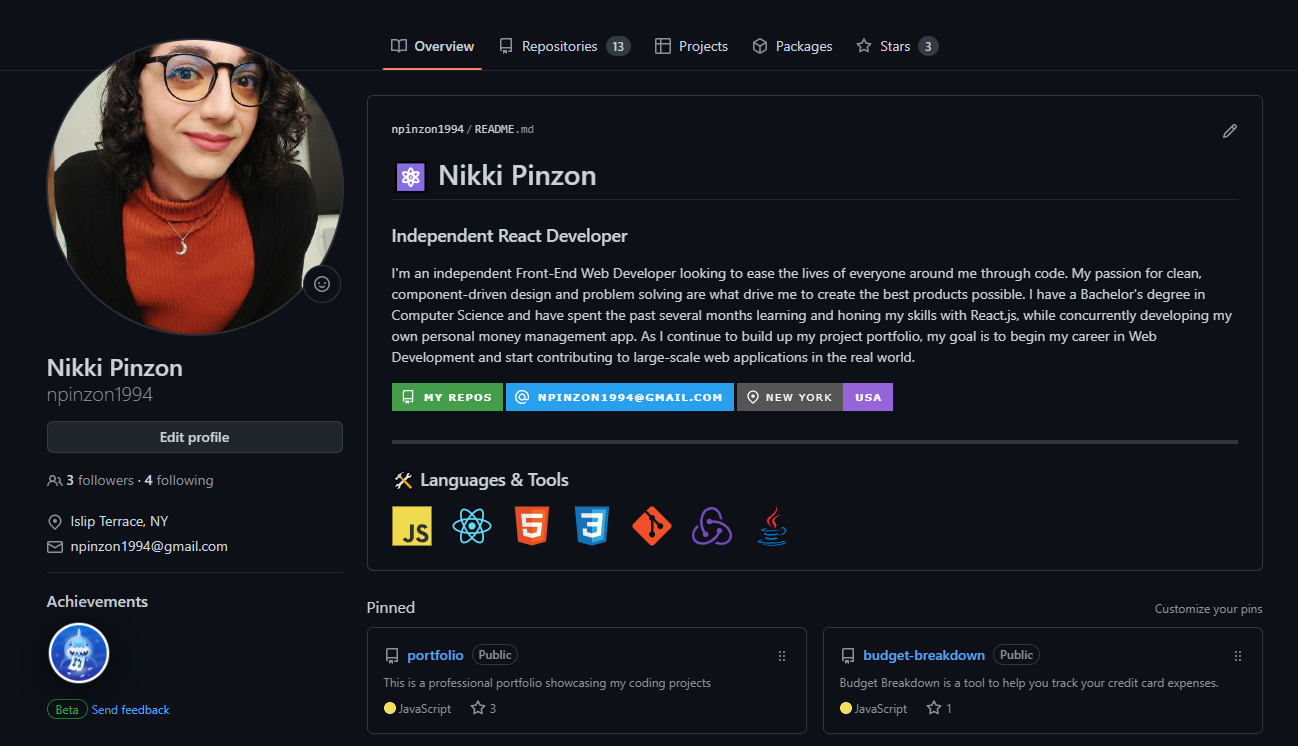 Overview
Repositories 13
Projects
Packages
Stars 3
npinzon1994/README.md
Nikki Pinzon
Independent React Developer
I'm an independent Front-End Web Developer looking to ease the lives of everyone around me through code. My passion for clean,
component-driven design and problem solving are what drive me to create the best products possible. I have a Bachelor's degree in
Computer Science and have spent the past several months learning and honing my skills with React.js, while concurrently developing my
own personal money management app. As I continue to build up my project portfolio, my goal is to begin my career in Web
Development and start contributing to large-scale web applications in the real world.
MY REPOS
NPINZON1994@GMAIL.COM
NEW YORK USA
Languages & Tools
JS
5
3
Nikki Pinzon
npinzon1994
Edit profile
3 followers · 4 following
Islip Terrace, NY
npinzon1994@gmail.com
Achievements
Beta Send feedback
Pinned
Customize your pins
portfolio Public
This is a professional portfolio showcasing my coding projects
JavaScript 3
budget-breakdown Public
Budget Breakdown is a tool to help you track your credit card expenses.
JavaScript 1